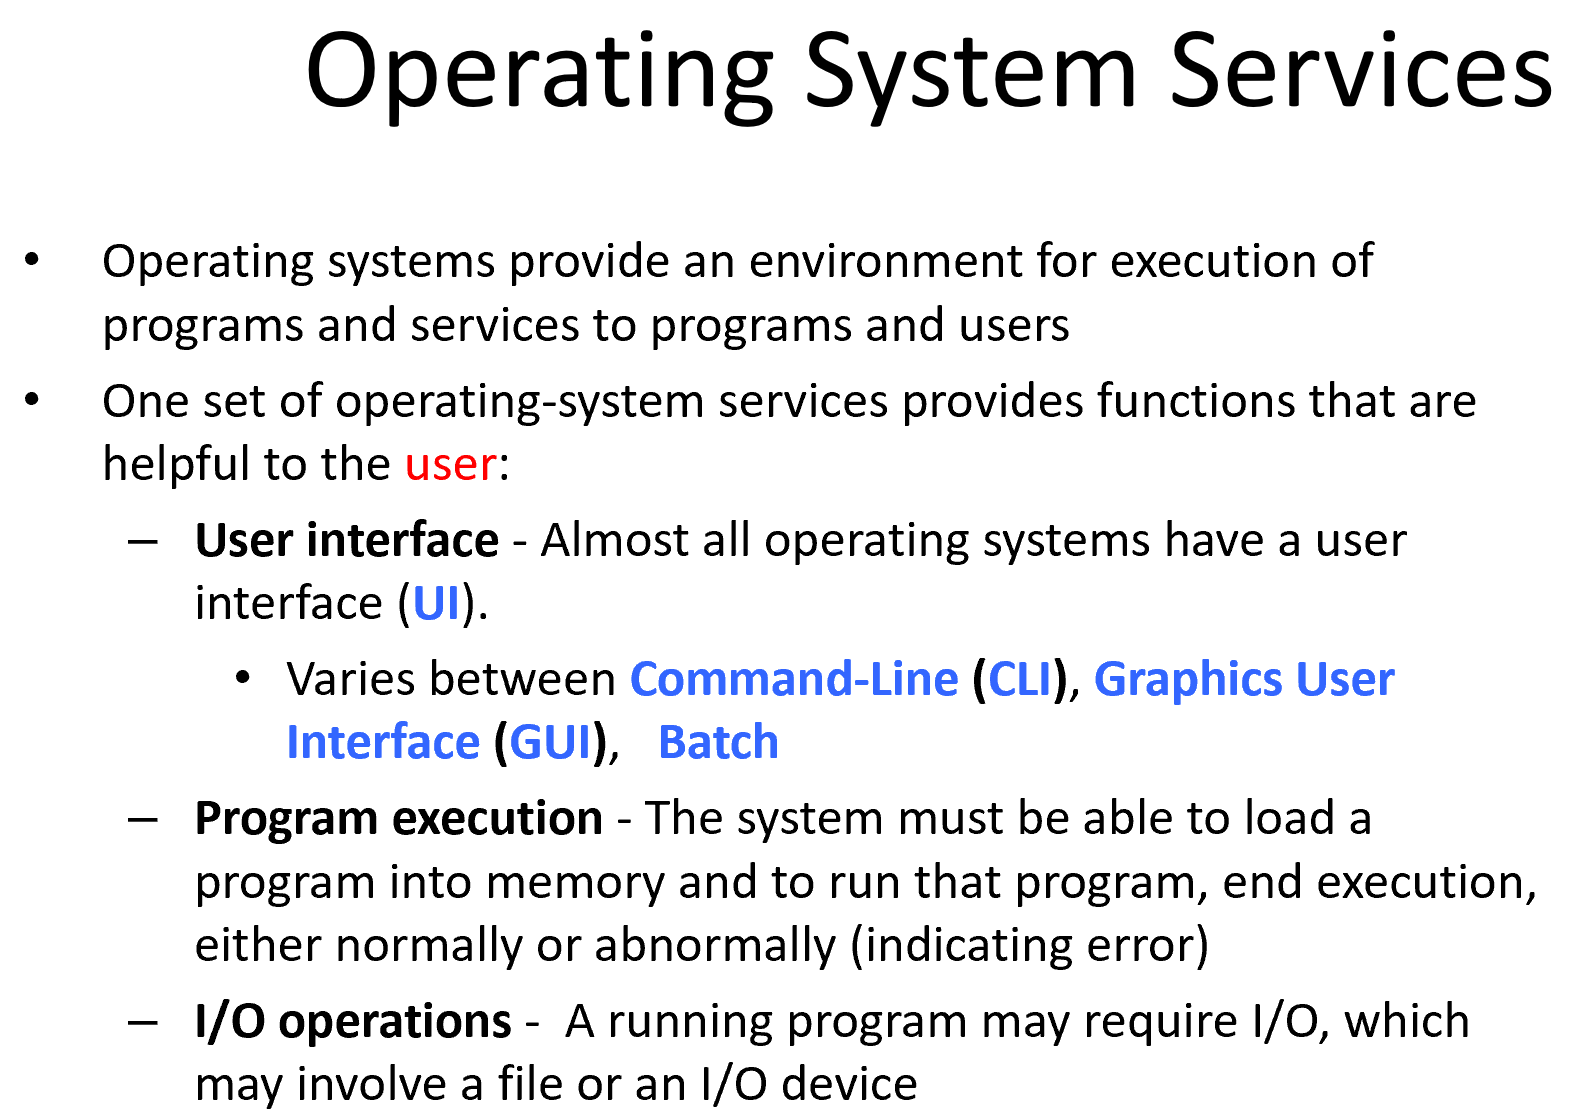 Operating System Services
• Operating systems provide an environment for execution of
programs and services to programs and users
• One set of operating-system services provides functions that are
helpful to the user:
– User interface - Almost all operating systems have a user
interface (UI).
• Varies between Command-Line (CLI), Graphics User
Interface (GUI), Batch
– Program execution - The system must be able to load a
program into memory and to run that program, end execution,
either normally or abnormally (indicating error)
– I/O operations - A running program may require I/O, which
may involve a file or an I/O device